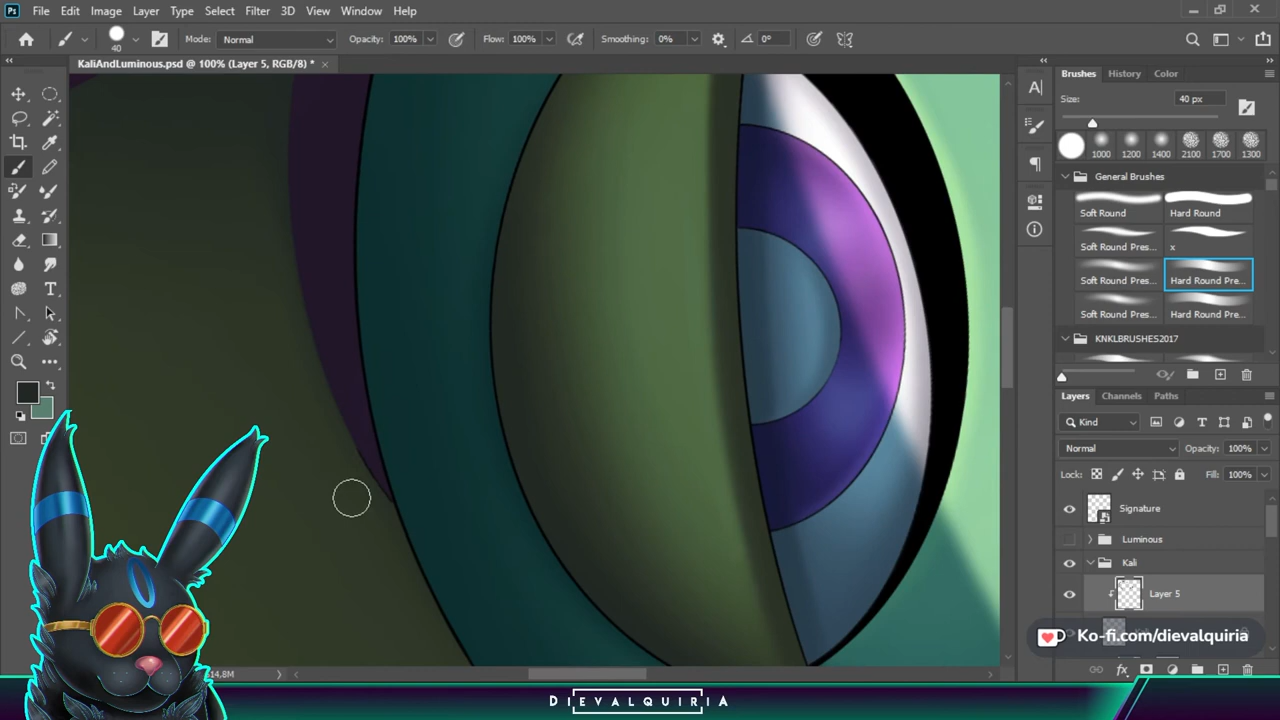 Ps File Edit Image Layer Type Select Filter 3D View Window Help
40 Mode: Normal Opacity: 100% Flow: 100% Smoothing: 0% 0°
KaliAndLuminous.psd @ 100% (Layer 5, RGB/8) *
Brushes History Color
Size: 40 px
1000 1200 1400 2100 1700 1300
General Brushes
Soft Round Hard Round
Soft Round Pres... x
Soft Round Pres... Hard Round Pre...
Soft Round Pres... Hard Round Pre...
KNKLBRUSHES2017
Layers Channels Paths
Kind
Normal Opacity: 100%
Lock: Fill: 100%
Signature
Luminous
Kali
Layer 5
Ko-fi.com/dievalquiria
14,8M
DIEVALQUIRIA